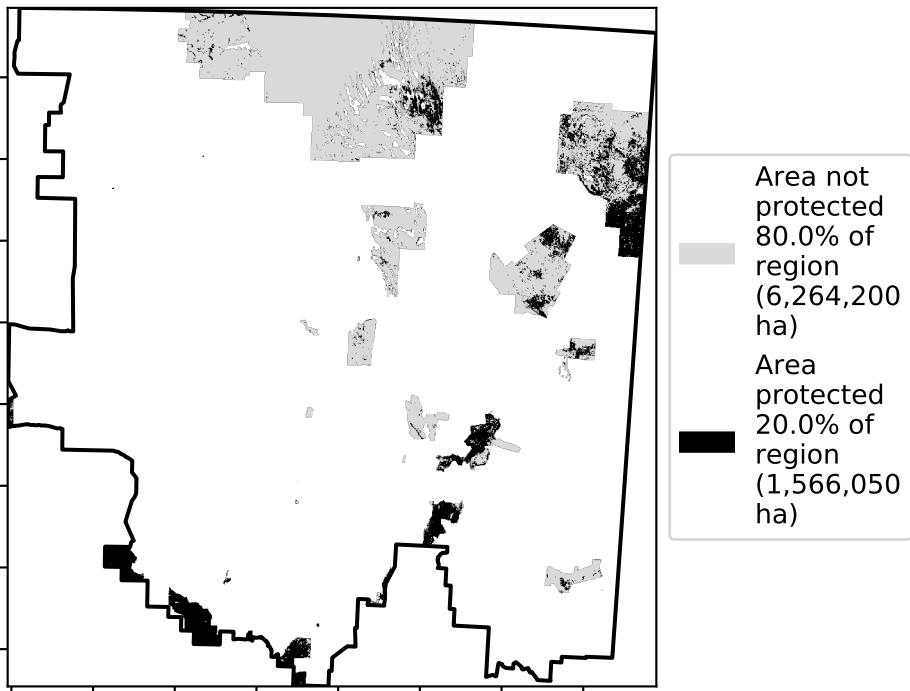 Area not
protected
80.0% of
region
(6,264,200
ha)
Area
protected
20.0% of
region
(1,566,050
ha)